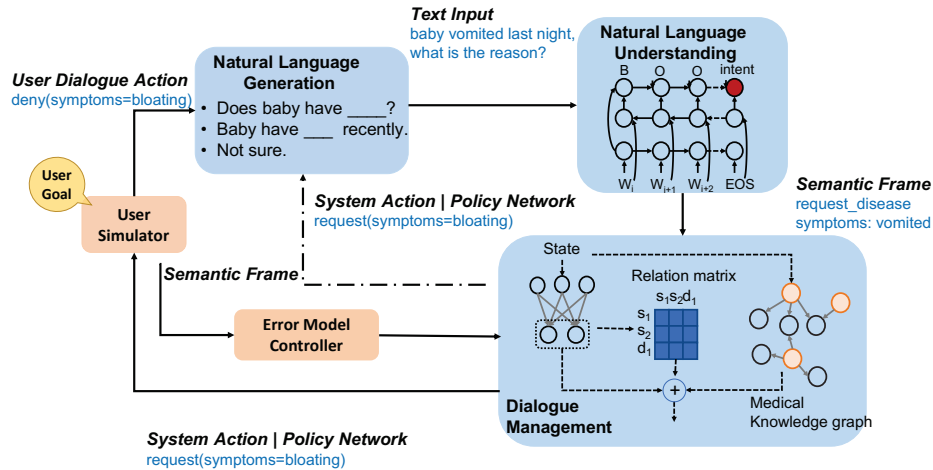 Text Input
baby vomited last night,
what is the reason?
User Dialogue Action
deny(symptoms=bloating)
Natural Language
Generation
• Does baby have ____?
• Baby have ___ recently.
• Not sure.
Natural Language
Understanding
B O O intent
Wi Wi+1 Wi+2 EOS
User
Goal
User
Simulator
System Action | Policy Network
request(symptoms=bloating)
Semantic Frame
request_disease
symptoms: vomited
Semantic Frame
Error Model
Controller
State
Relation matrix
s1s2d1
s1
s2
d1
+
Dialogue
Management
Medical
Knowledge graph
System Action | Policy Network
request(symptoms=bloating)